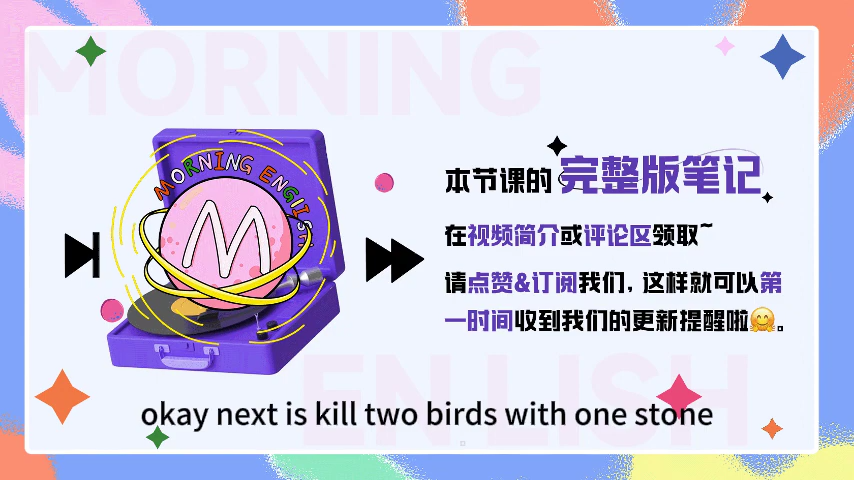 MORNING
MORNING ENGLISH
M
本节课的 完整版笔记
在视频简介或评论区领取~
请点赞&订阅我们，这样就可以第
一时间收到我们的更新提醒啦🤗。
EN LISH
okay next is kill two birds with one stone